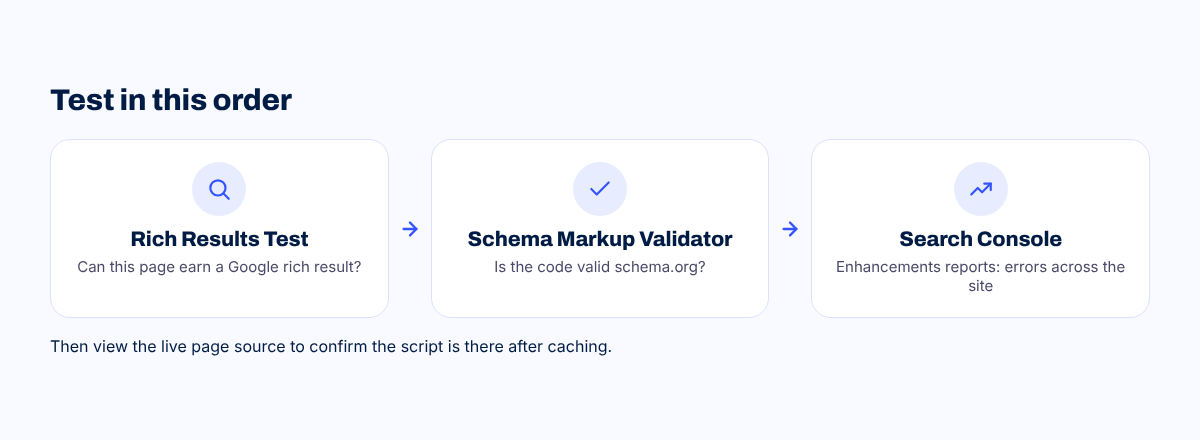 Test in this order
Rich Results Test
Can this page earn a Google rich result?
Schema Markup Validator
Is the code valid schema.org?
Search Console
Enhancements reports: errors across the
site
Then view the live page source to confirm the script is there after caching.